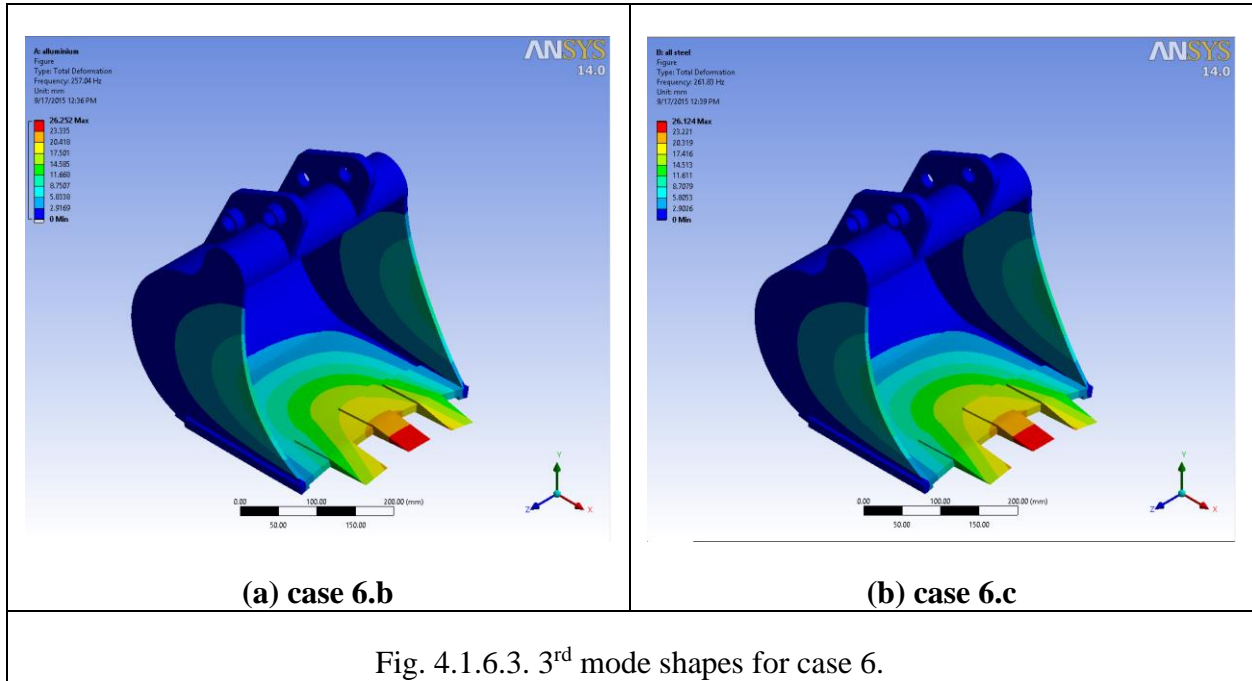 A: alluminium
Figure
Type: Total Deformation
Frequency: 257.04 Hz
Unit: mm
9/17/2015 12:36 PM
26.252 Max
23.335
20.418
17.501
14.585
11.668
8.7507
5.8338
2.9169
0 Min
ANSYS
14.0
0.00
100.00
200.00 (mm)
50.00
150.00
Y
Z
X
(a) case 6.b
B: all steel
Figure
Type: Total Deformation
Frequency: 261.83 Hz
Unit: mm
9/17/2015 12:39 PM
26.124 Max
23.221
20.319
17.416
14.513
11.611
8.7079
5.8053
2.9026
0 Min
ANSYS
14.0
0.00
100.00
200.00 (mm)
50.00
150.00
Y
Z
X
(b) case 6.c
Fig. 4.1.6.3. 3rd mode shapes for case 6.